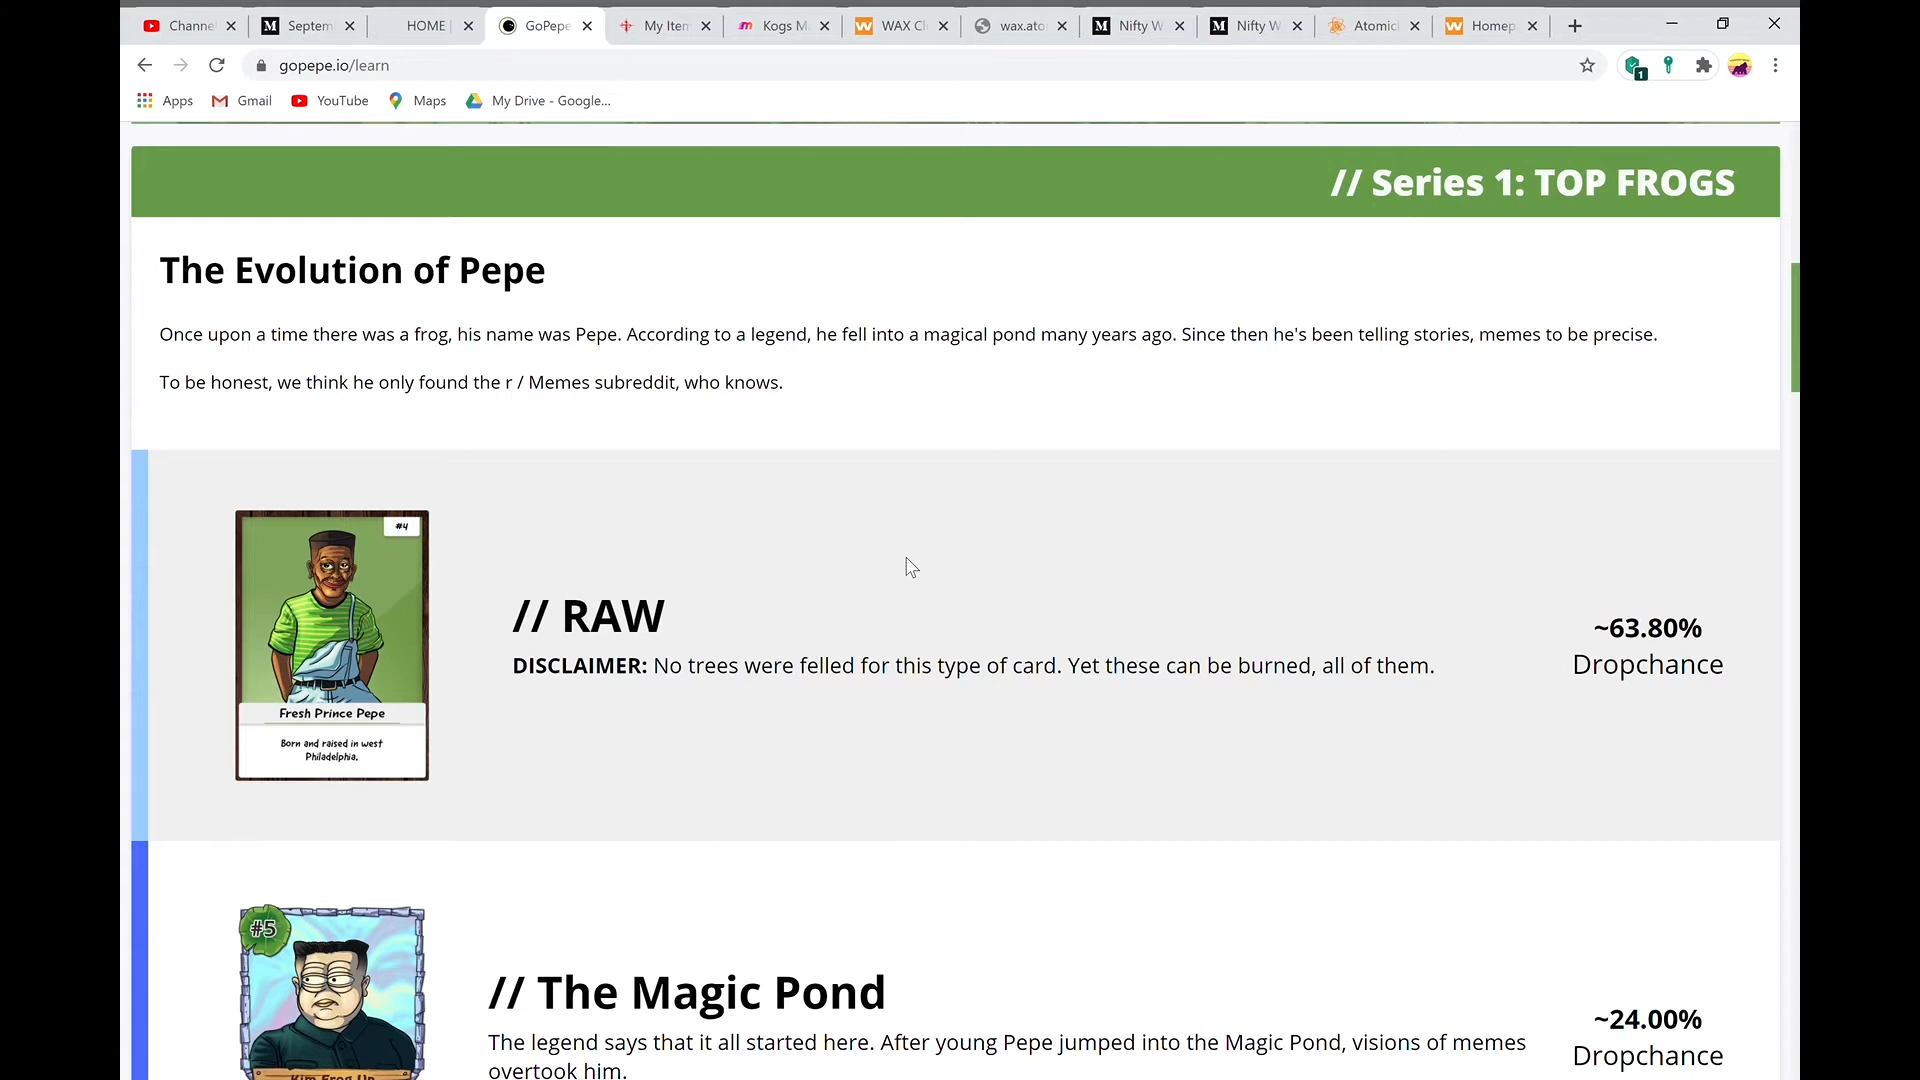 Channe
M Septem
HOME
GoPepe
My Item
m Kogs M
WAX Cl
wax.ato
M Nifty W
M Nifty W
Atomic
Homep
gopepe.io/learn
1
Apps
Gmail
YouTube
Maps
My Drive - Google...
// Series 1: TOP FROGS
The Evolution of Pepe
Once upon a time there was a frog, his name was Pepe. According to a legend, he fell into a magical pond many years ago. Since then he's been telling stories, memes to be precise.
To be honest, we think he only found the r / Memes subreddit, who knows.
#4
Fresh Prince Pepe
Born and raised in west
Philadelphia.
// RAW
DISCLAIMER: No trees were felled for this type of card. Yet these can be burned, all of them.
~63.80%
Dropchance
#5
Kim Frog Un
// The Magic Pond
The legend says that it all started here. After young Pepe jumped into the Magic Pond, visions of memes
overtook him.
~24.00%
Dropchance